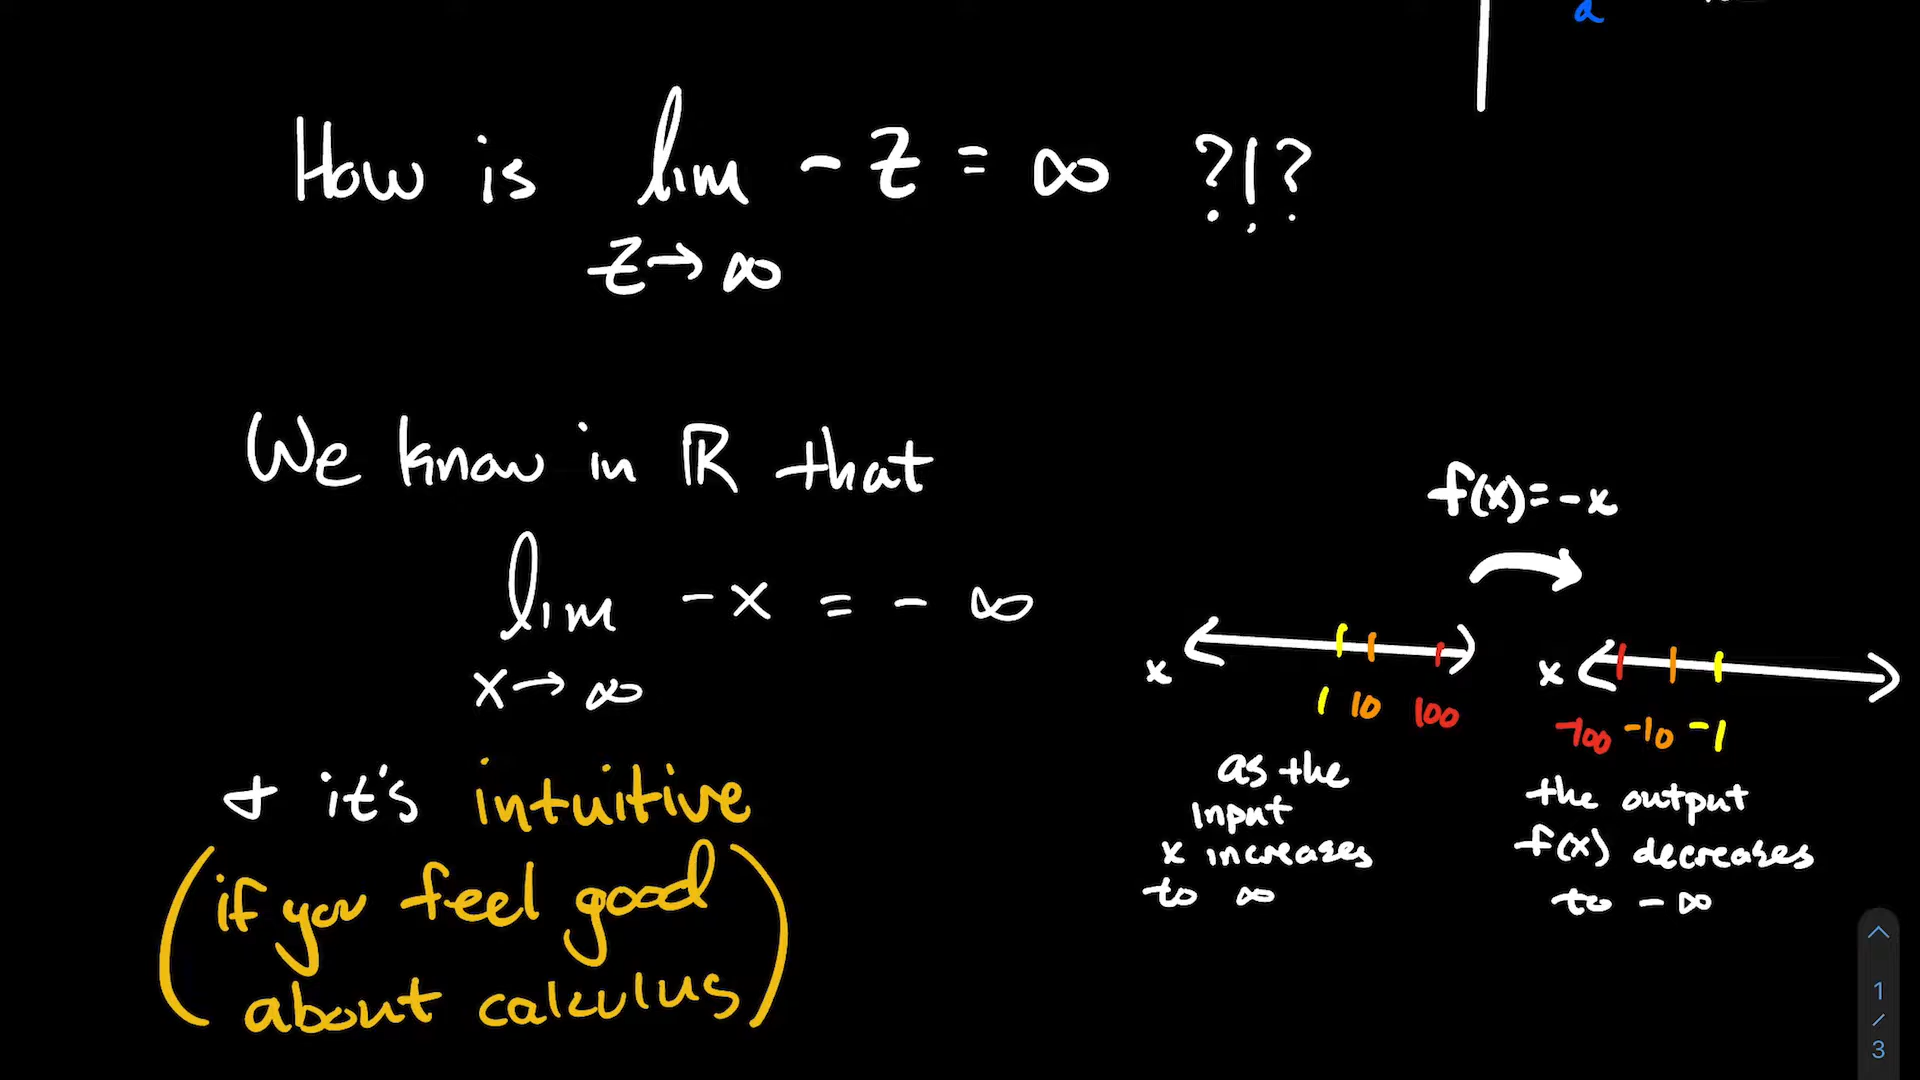 How is lim - z = ∞ ?!?
z → ∞
We know in ℝ that
lim - x = - ∞
x → ∞
+ it's intuitive
(if you feel good
about calculus)
f(x) = - x
x
1 10 100
as the
input
x increases
to ∞
x
-100 -10 -1
the output
f(x) decreases
to - ∞
1
/
3